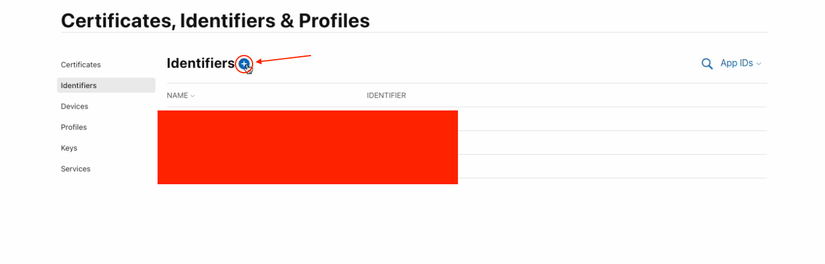 Certificates, Identifiers & Profiles
Certificates
Identifiers
Devices
Profiles
Keys
Services
Identifiers
App IDs
NAME
IDENTIFIER